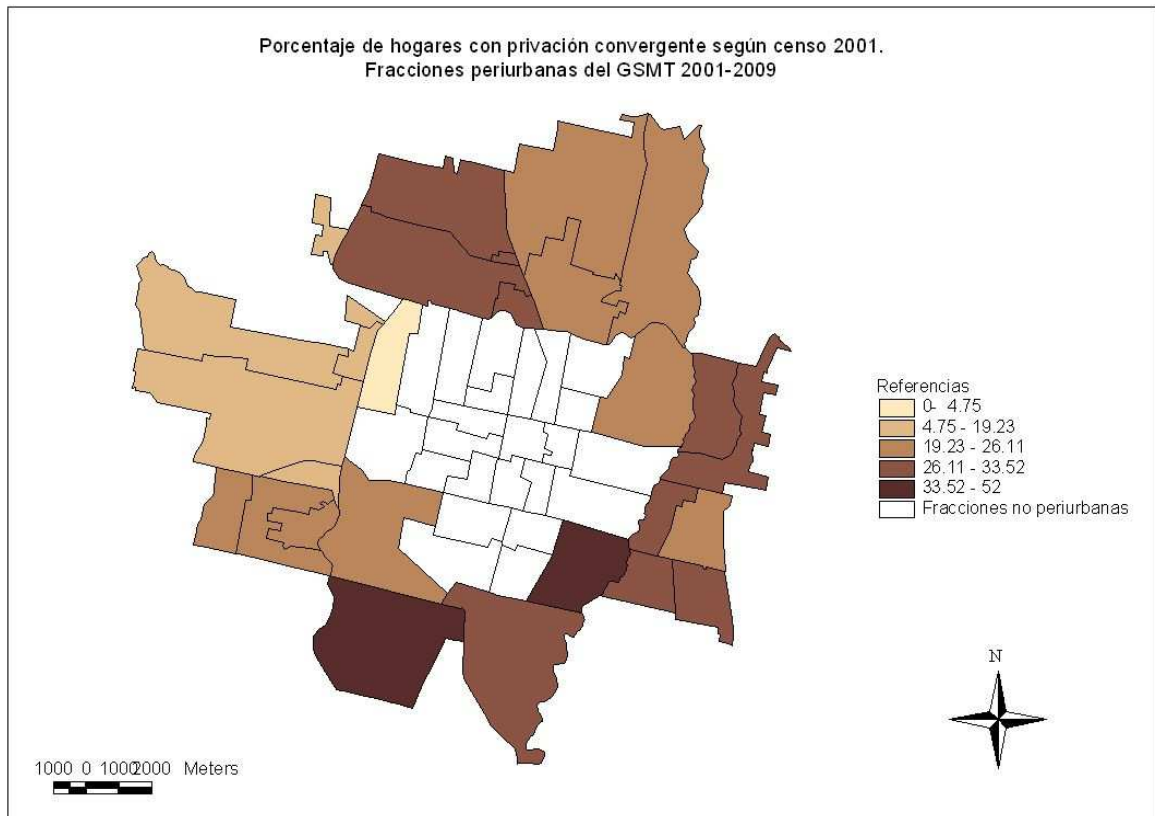 Porcentaje de hogares con privación convergente según censo 2001.
Fracciones periurbanas del GSMT 2001-2009
Referencias
0- 4.75
4.75 - 19.23
19.23 - 26.11
26.11 - 33.52
33.52 - 52
Fracciones no periurbanas
N
1000 0 1000 2000 Meters